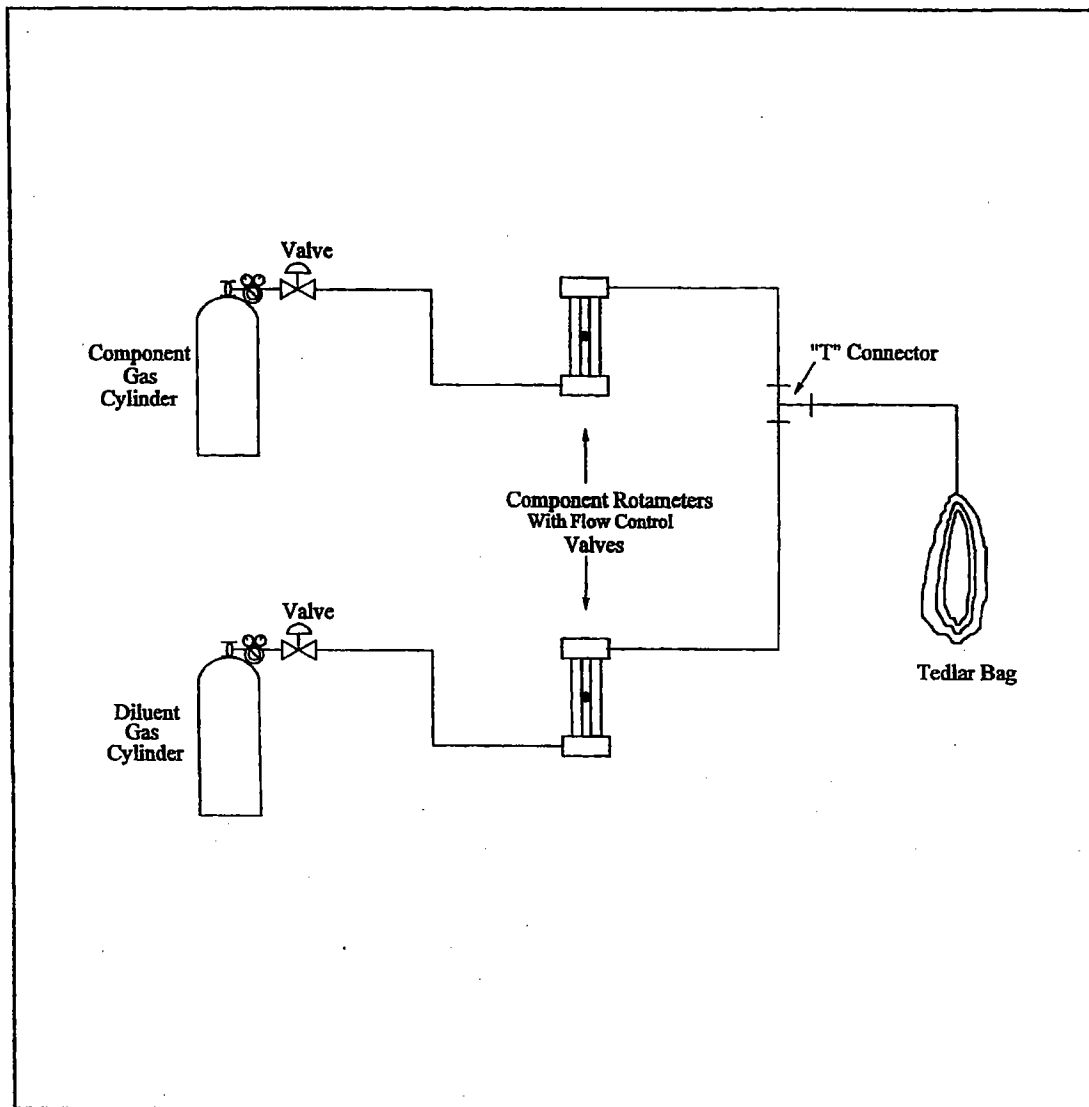 Valve
Component
Gas
Cylinder
"T" Connector
Component Rotameters
With Flow Control
Valves
Valve
Diluent
Gas
Cylinder
Tedlar Bag